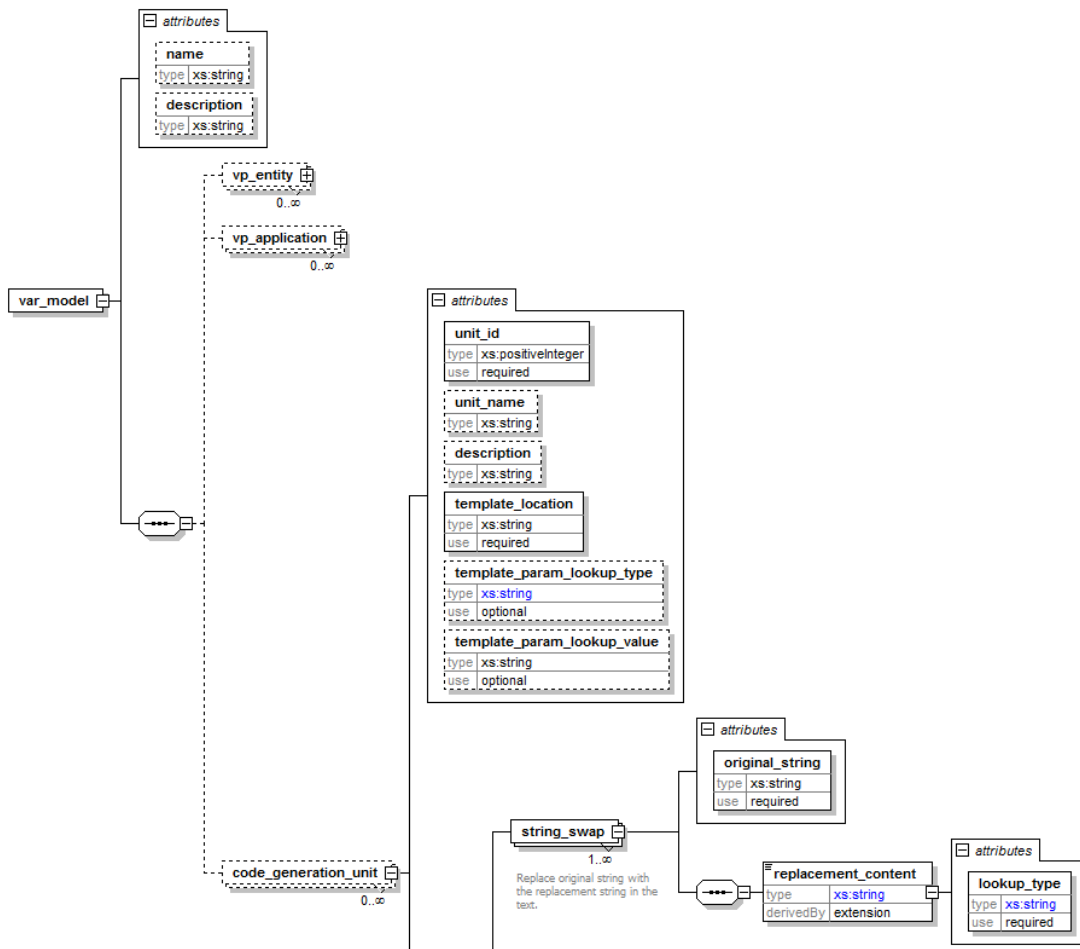 attributes
name
type xs:string
description
type xs:string
vp_entity
0..∞
vp_application
0..∞
var_model
attributes
unit_id
type xs:positiveInteger
use required
unit_name
type xs:string
description
type xs:string
template_location
type xs:string
use required
template_param_lookup_type
type xs:string
use optional
template_param_lookup_value
type xs:string
use optional
attributes
original_string
type xs:string
use required
string_swap
1..∞
Replace original string with
the replacement string in the
text.
code_generation_unit
0..∞
replacement_content
type xs:string
derivedBy extension
attributes
lookup_type
type xs:string
use required